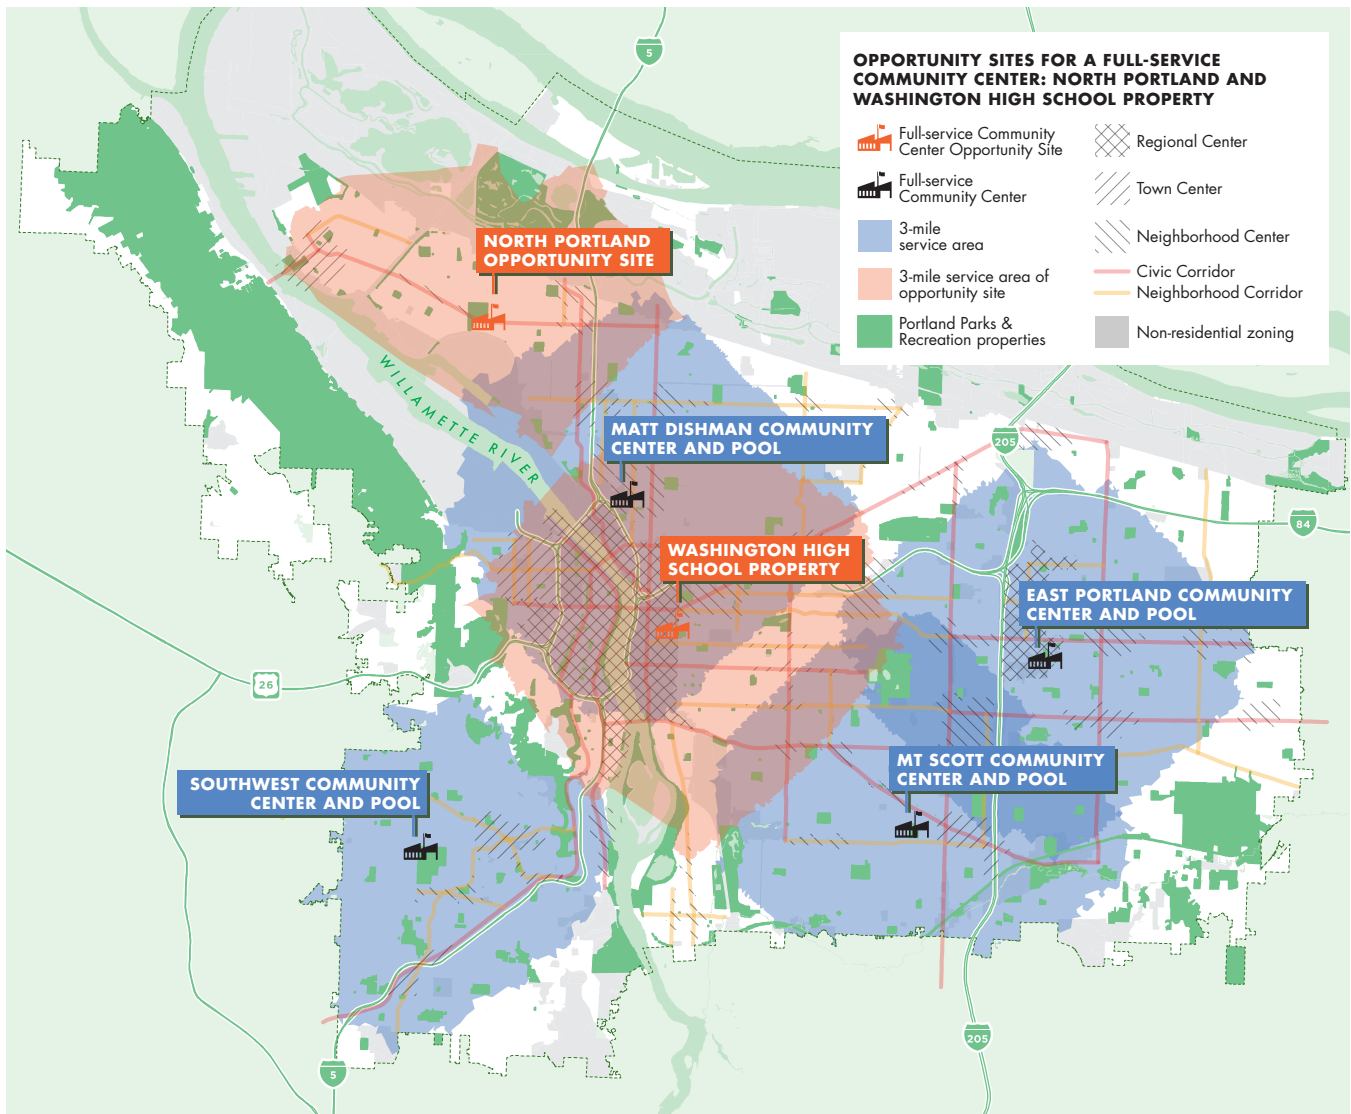 OPPORTUNITY SITES FOR A FULL-SERVICE
COMMUNITY CENTER: NORTH PORTLAND AND
WASHINGTON HIGH SCHOOL PROPERTY
Full-service Community
Center Opportunity Site
Full-service
Community Center
3-mile
service area
3-mile service area of
opportunity site
Portland Parks &
Recreation properties
Regional Center
Town Center
Neighborhood Center
Civic Corridor
Neighborhood Corridor
Non-residential zoning
5
NORTH PORTLAND
OPPORTUNITY SITE
WILLAMETTE RIVER
MATT DISHMAN COMMUNITY
CENTER AND POOL
205
84
WASHINGTON HIGH
SCHOOL PROPERTY
EAST PORTLAND COMMUNITY
CENTER AND POOL
26
MT SCOTT COMMUNITY
CENTER AND POOL
SOUTHWEST COMMUNITY
CENTER AND POOL
205
5